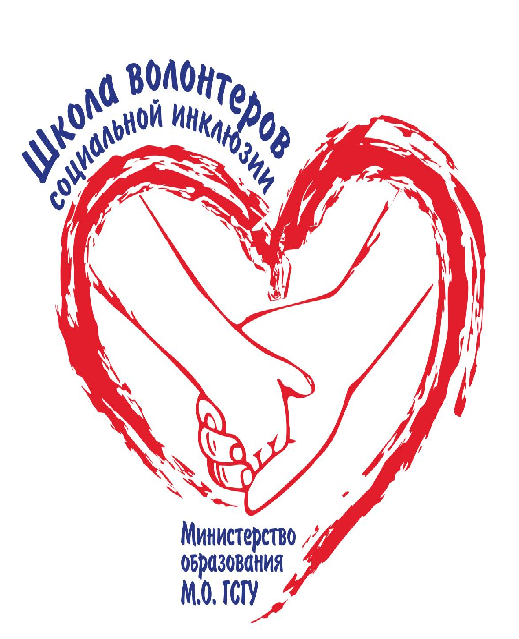 Школа волонтеров
социальной инклюзии
Министерство
образования
М.О. ГСГУ